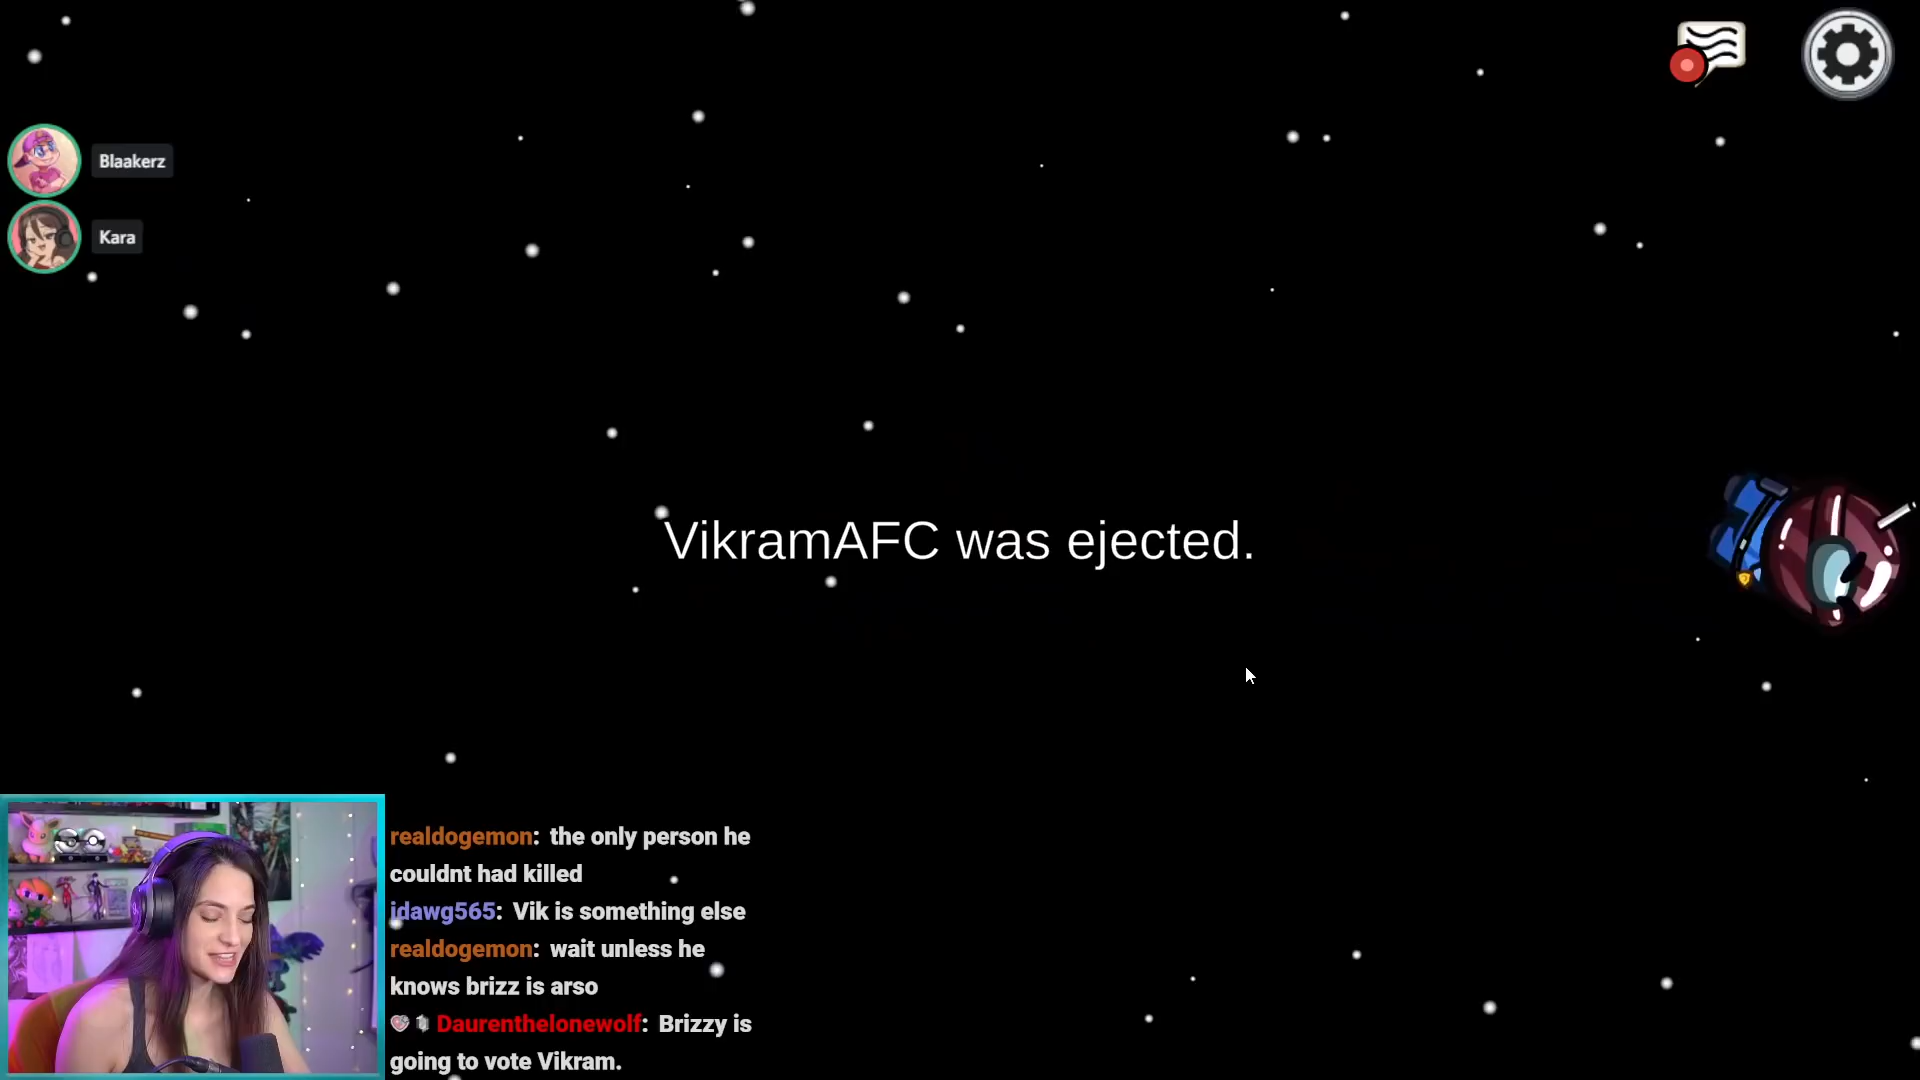 Blaakerz
Kara
VikramAFC was ejected.
realdogemon: the only person he
couldnt had killed
jdawg565: Vik is something else
realdogemon: wait unless he
knows brizz is arso
Daurenthelonewolf: Brizzy is
going to vote Vikram.